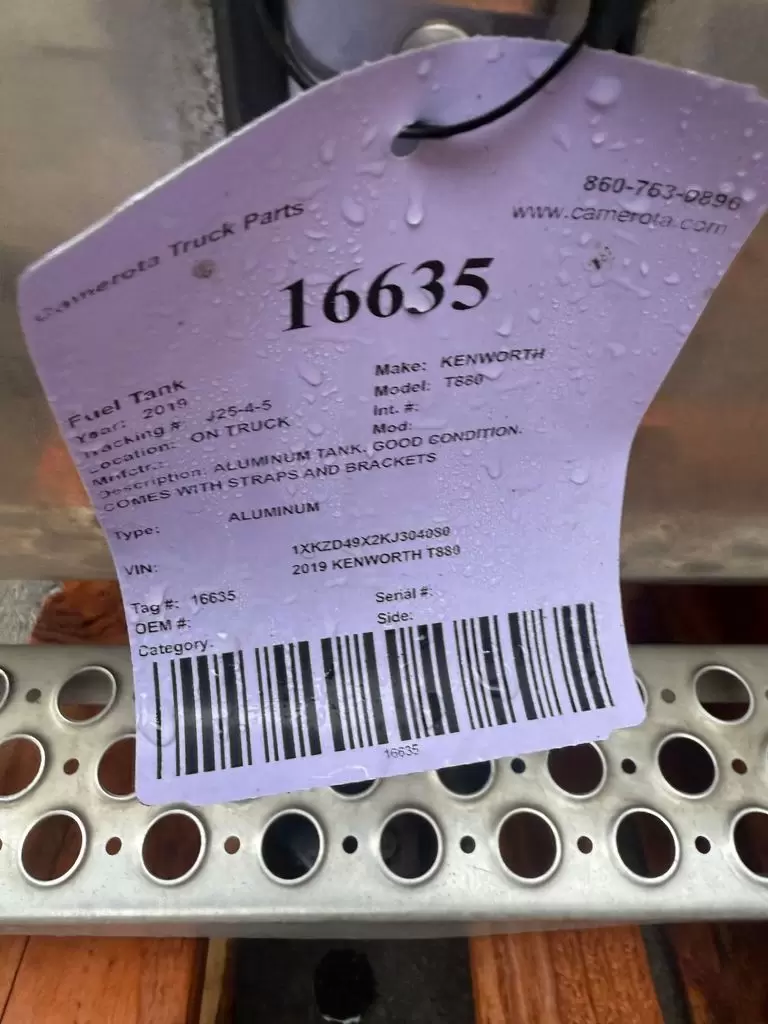 Camerota Truck Parts
860-763-0896
www.camerota.com
16635
Fuel Tank
Year: 2019
Tracking #: J25-4-5
Location: ON TRUCK
Mnfctr.:
Make: KENWORTH
Model: T880
Int. #:
Mod:
Description: ALUMINUM TANK. GOOD CONDITION.
COMES WITH STRAPS AND BRACKETS
Type: ALUMINUM
VIN: 1XKZD49X2KJ304080
2019 KENWORTH T880
Tag #: 16635
OEM #:
Category:
Serial #:
Side:
16635